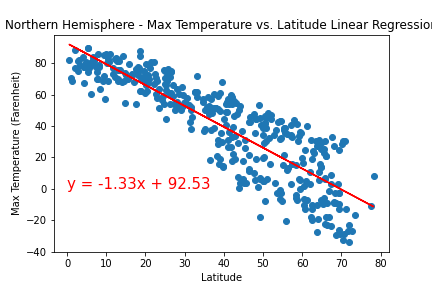 Northern Hemisphere - Max Temperature vs. Latitude Linear Regression
Max Temperature (Farenheit)
80
60
40
20
0
−20
−40
y = -1.33x + 92.53
0 10 20 30 40 50 60 70 80
Latitude